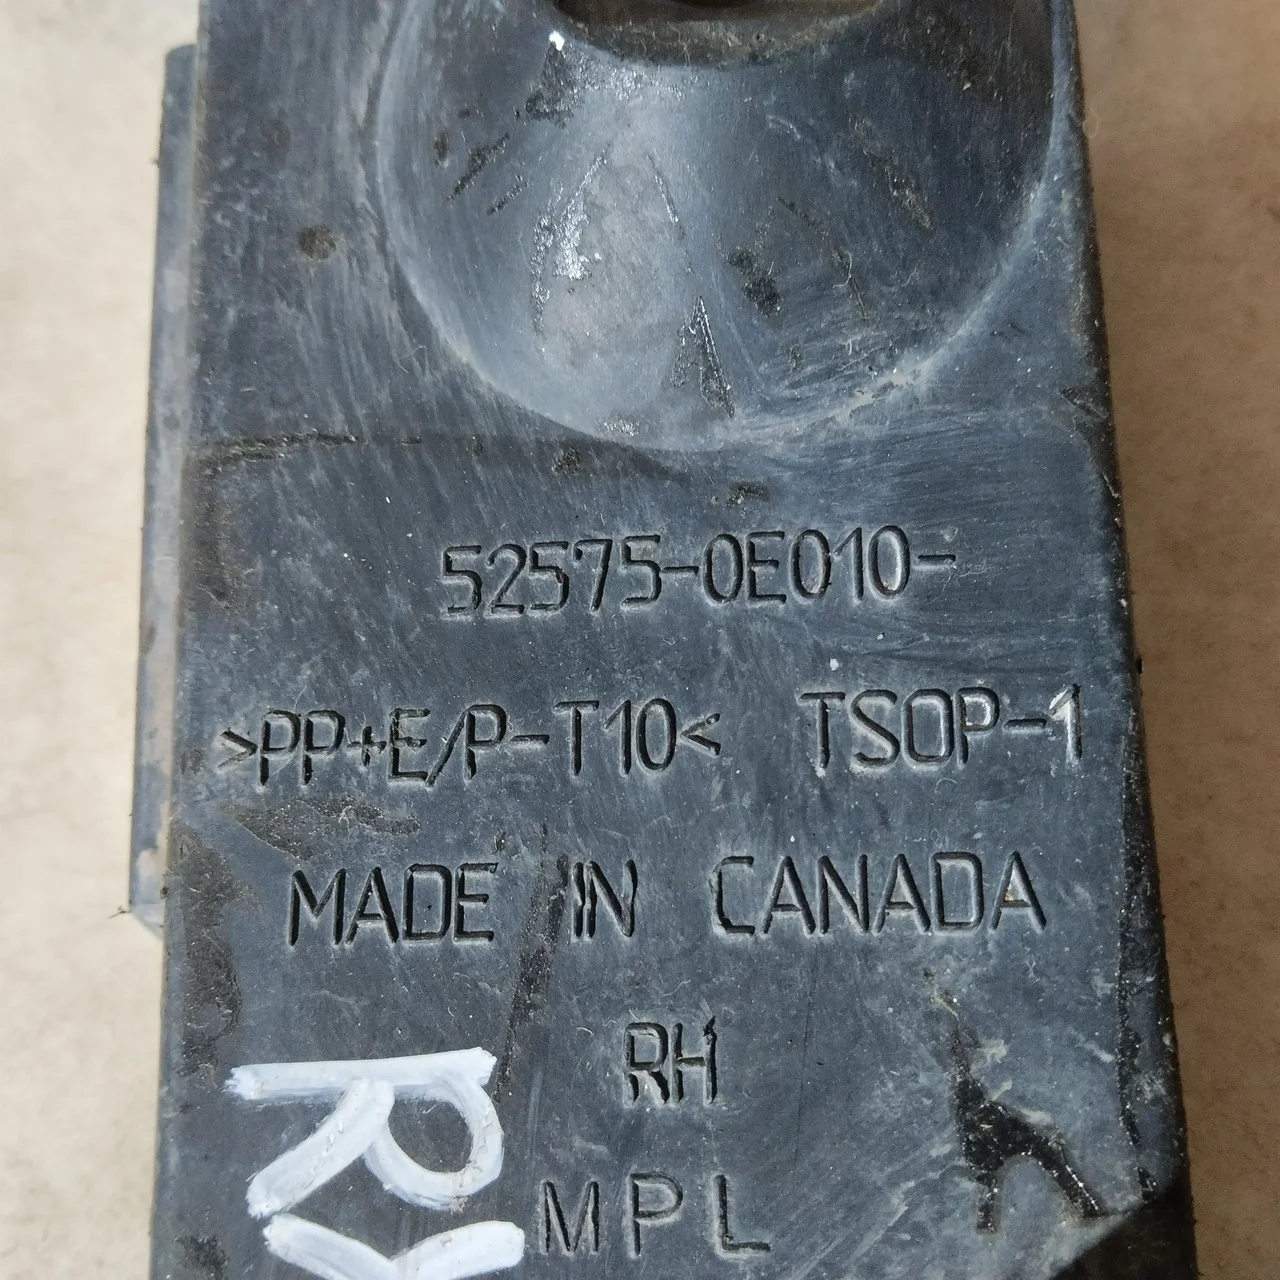 52575-0E010-
>PP+E/P-T10< TSOP-1
MADE IN CANADA
RH
R
MPL